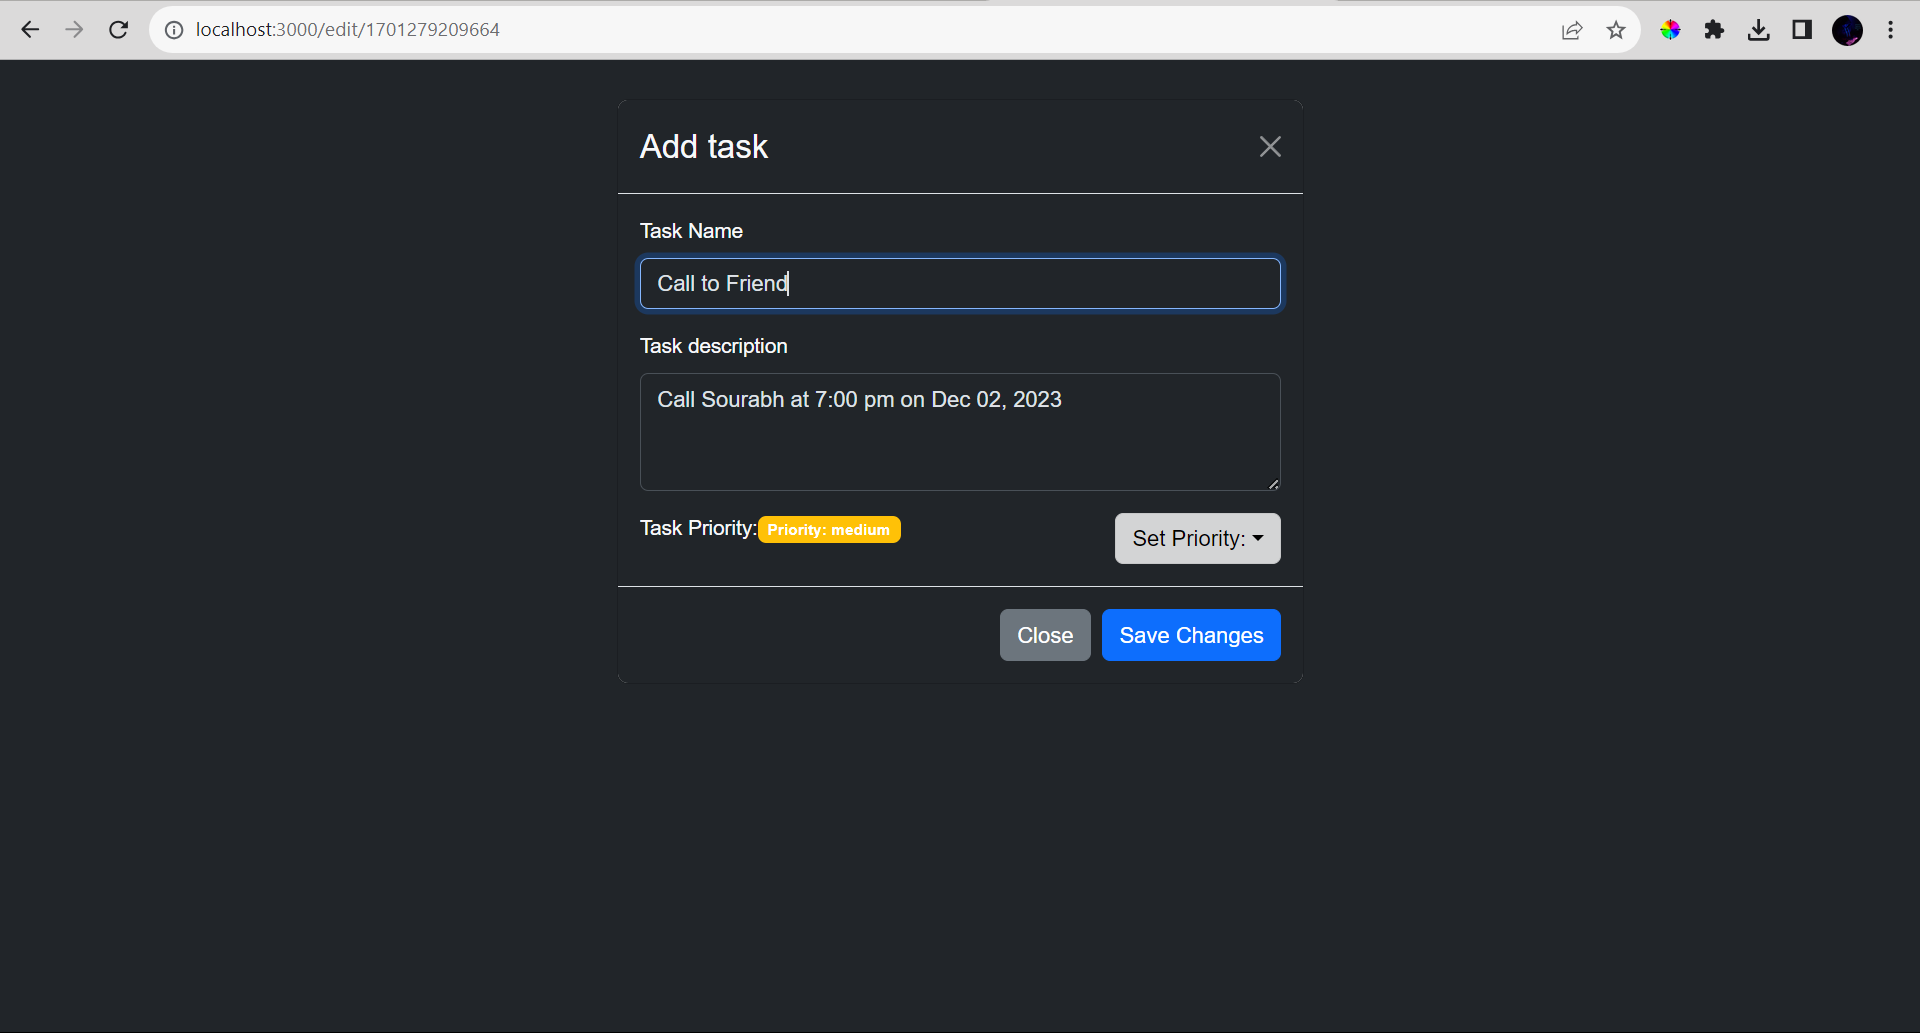 localhost:3000/edit/1701279209664
Add task
Task Name
Call to Friend
Task description
Call Sourabh at 7:00 pm on Dec 02, 2023
Task Priority: Priority: medium
Set Priority:
Close
Save Changes